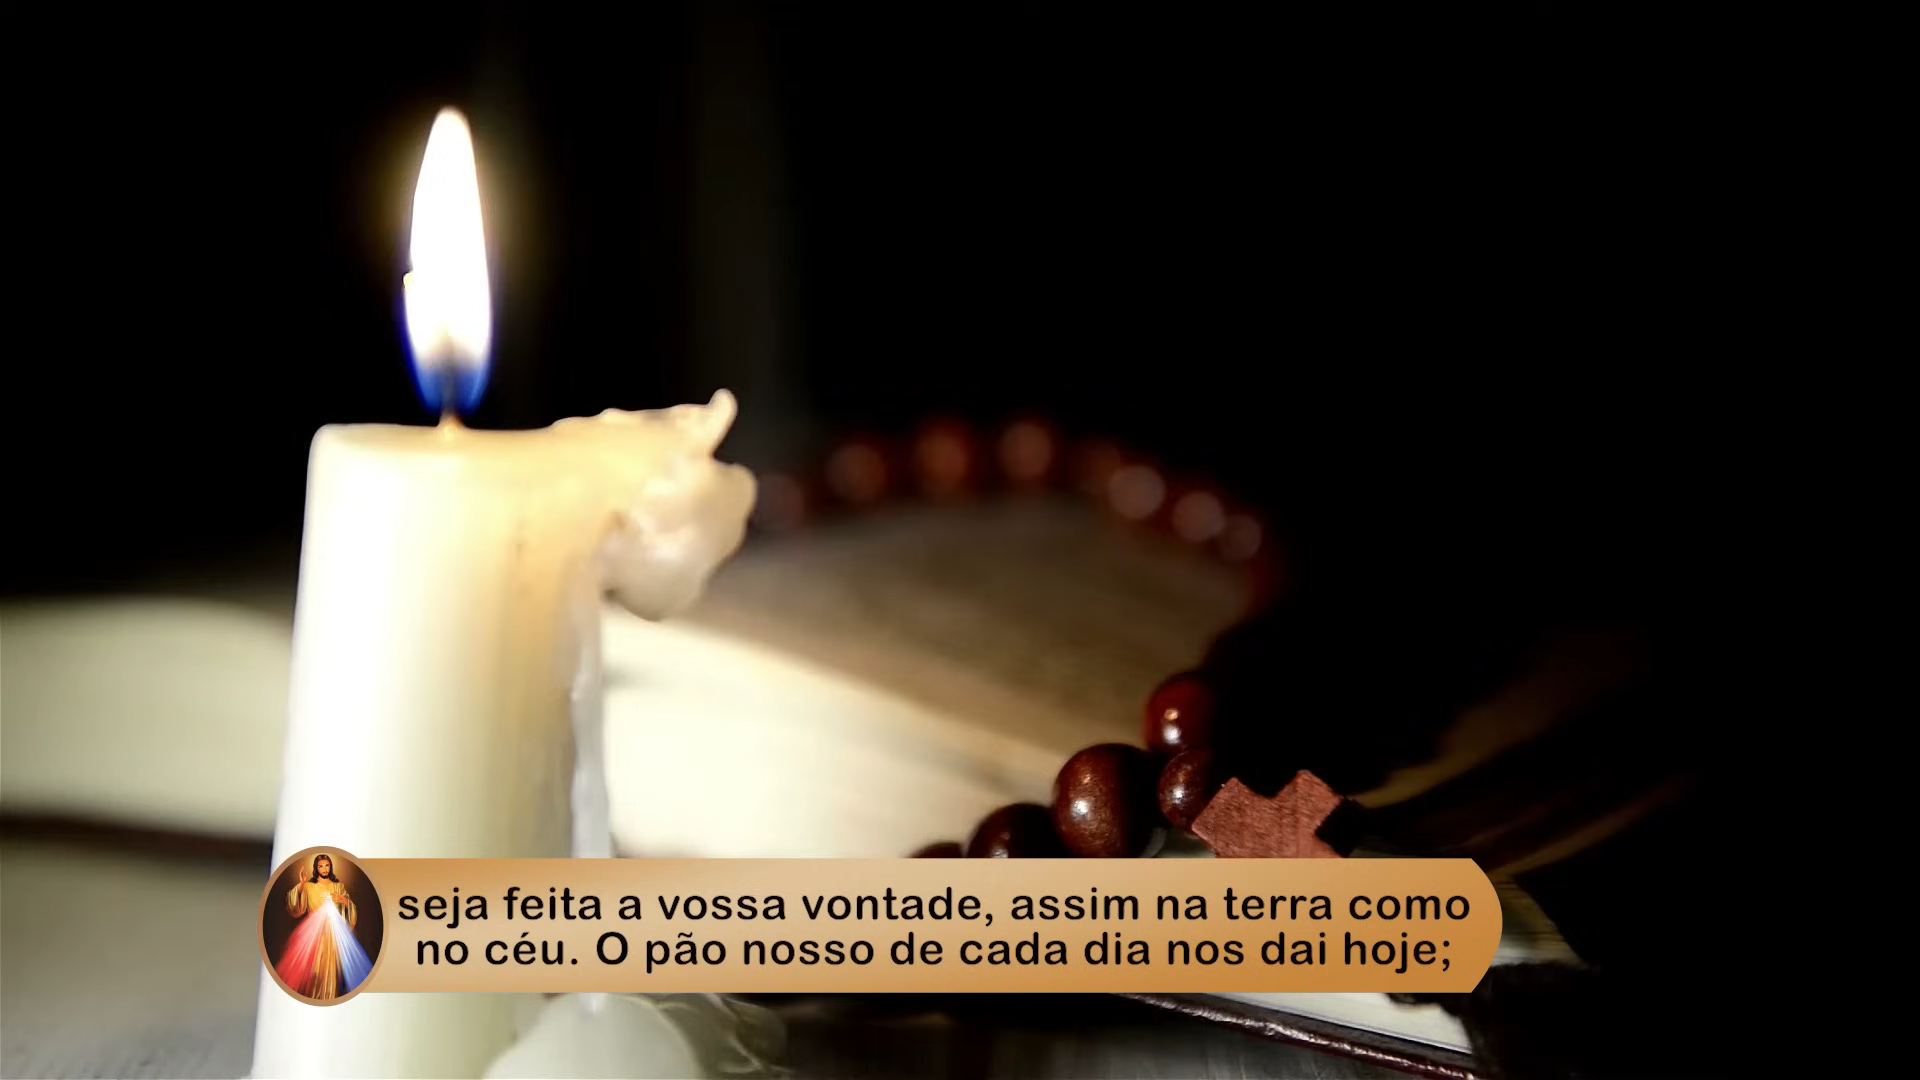 seja feita a vossa vontade, assim na terra como
no céu. O pão nosso de cada dia nos dai hoje;